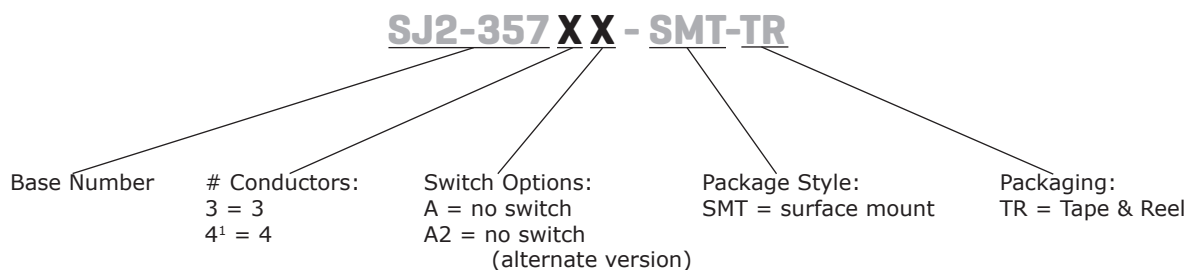 SJ2-357 X X - SMT-TR
Base Number
# Conductors:
3 = 3
4¹ = 4
Switch Options:
A = no switch
A2 = no switch
(alternate version)
Package Style:
SMT = surface mount
Packaging:
TR = Tape & Reel